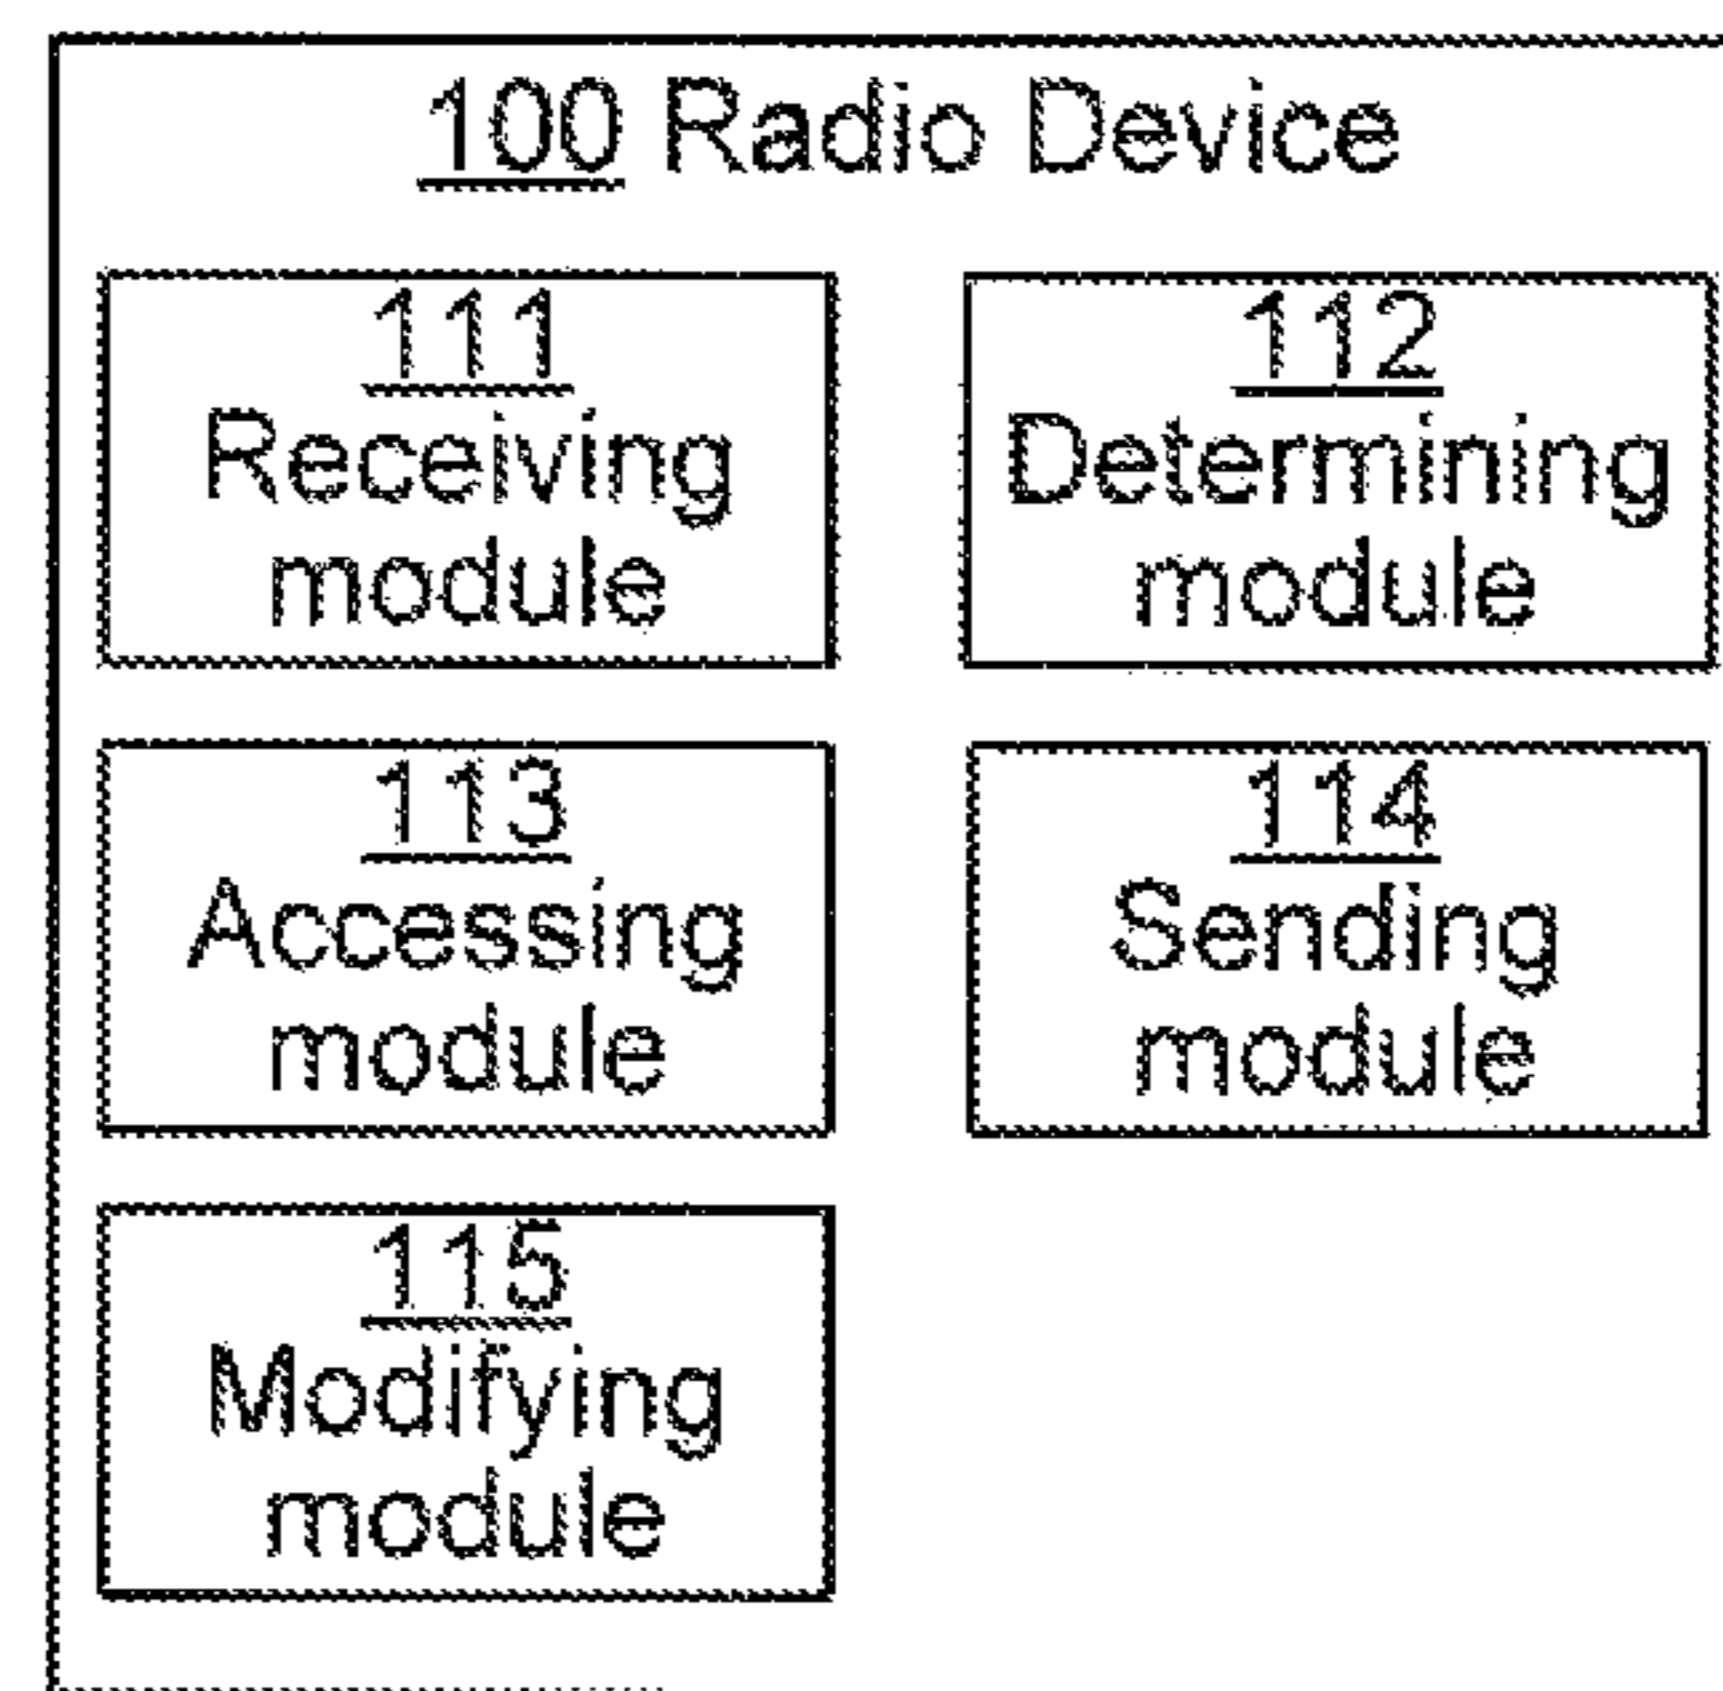 100 Radio Device
111
Receiving
module
112
Determining
module
113
Accessing
module
114
Sending
module
115
Modifying
module